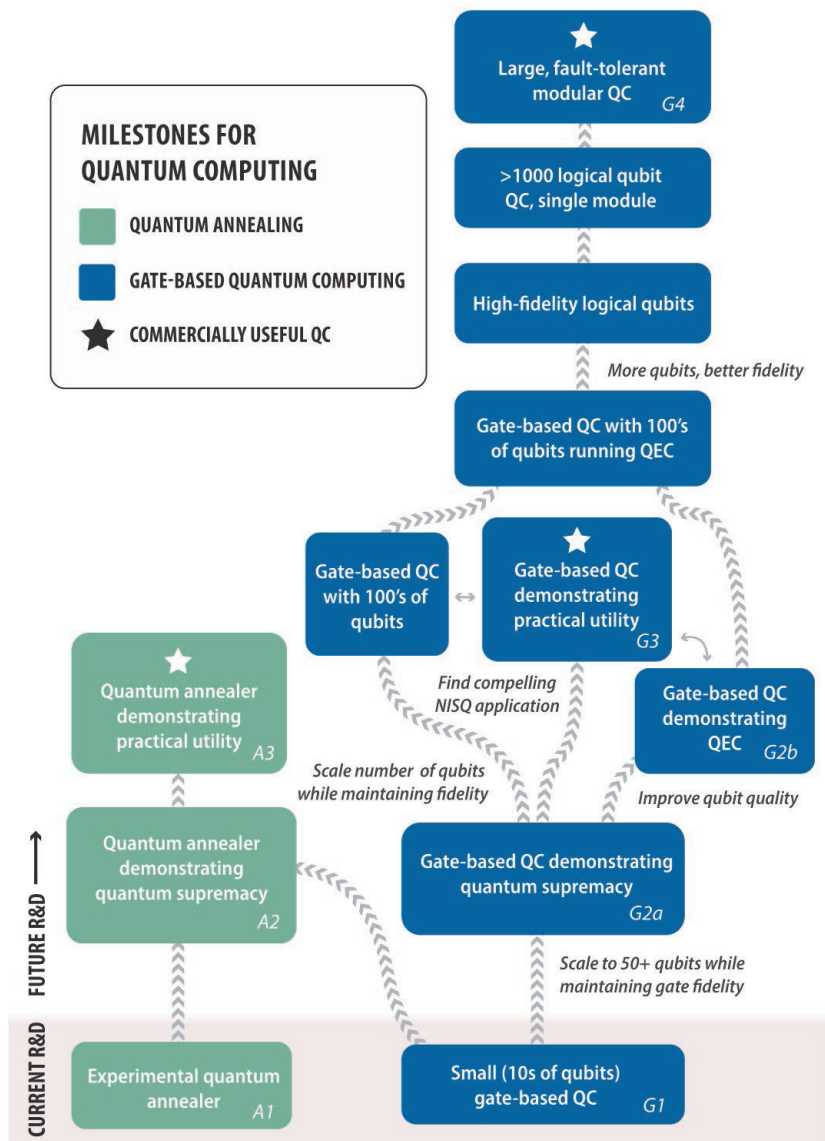 Large, fault-tolerant
modular QC
G4
MILESTONES FOR
QUANTUM COMPUTING
QUANTUM ANNEALING
GATE-BASED QUANTUM COMPUTING
COMMERCIALLY USEFUL QC
>1000 logical qubit
QC, single module
High-fidelity logical qubits
More qubits, better fidelity
Gate-based QC with 100's
of qubits running QEC
Gate-based QC
with 100's of
qubits
Gate-based QC
demonstrating
practical utility
G3
Quantum annealer
demonstrating
practical utility
A3
Find compelling
NISQ application
Gate-based QC
demonstrating
QEC
G2b
Scale number of qubits
while maintaining fidelity
Improve qubit quality
Quantum annealer
demonstrating
quantum supremacy
A2
Gate-based QC demonstrating
quantum supremacy
G2a
FUTURE R&D
Scale to 50+ qubits while
maintaining gate fidelity
CURRENT R&D
Experimental quantum
annealer
A1
Small (10s of qubits)
gate-based QC
G1